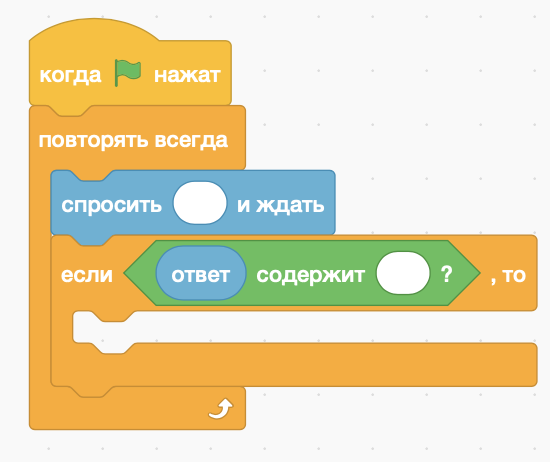 когда нажат
повторять всегда
спросить и ждать
если ответ содержит ? , то